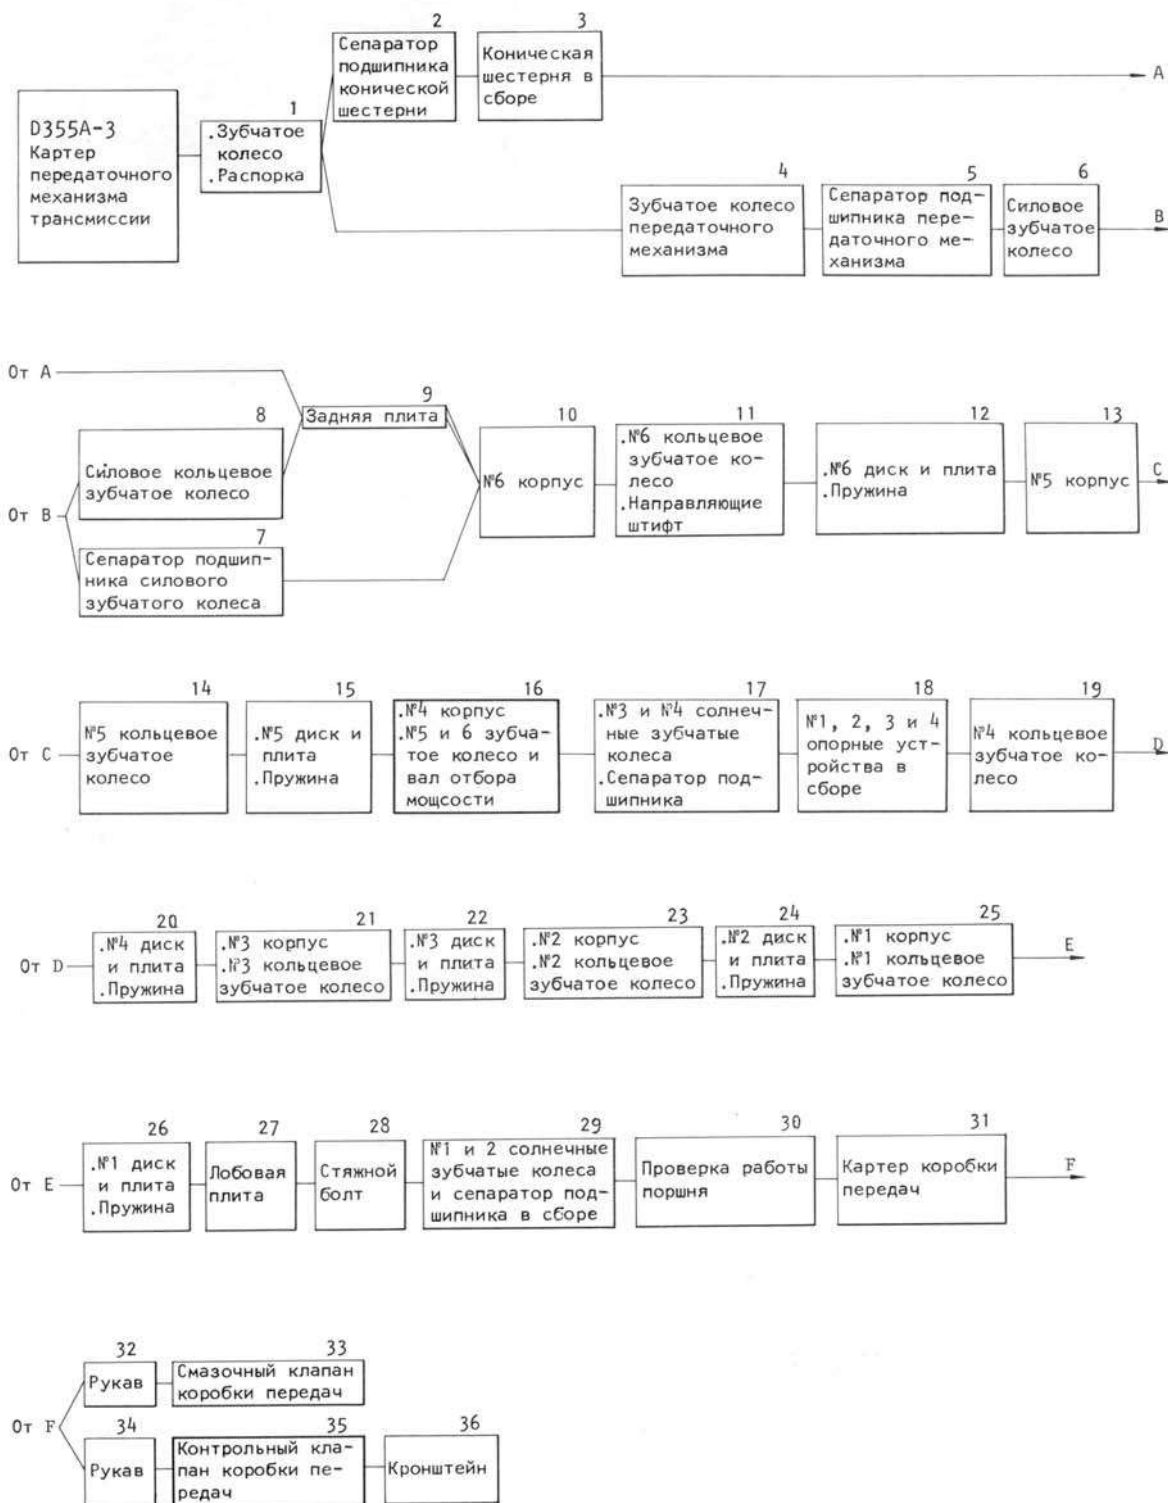 2
Сепаратор
подшипника
конической
шестерни
3
Коническая
шестерня в
сборе
A
D355A-3
Картер
передаточного
механизма
трансмиссии
1
.Зубчатое
колесо
.Распорка
4
Зубчатое колесо
передаточного
механизма
5
Сепаратор под-
шипника пере-
даточного ме-
ханизма
6
Силовое
зубчатое
колесо
B
От A
8
Силовое кольцевое
зубчатое колесо
От B
7
Сепаратор подшип-
ника силового
зубчатого колеса
9
Задняя плита
10
№6 корпус
11
.№6 кольцевое
зубчатое ко-
лесо
.Направляющие
штифт
12
.№6 диск и плита
.Пружина
13
№5 корпус
C
От C
14
№5 кольцевое
зубчатое
колесо
15
.№5 диск и
плита
.Пружина
16
.№4 корпус
.№5 и 6 зубча-
тое колесо и
вал отбора
мощсости
17
.№3 и №4 солнеч-
ные зубчатые
колеса
.Сепаратор под-
шипника
18
№1, 2, 3 и 4
опорные уст-
ройства в
сборе
19
№4 кольцевое
зубчатое ко-
лесо
D
От D
20
.№4 диск
и плита
.Пружина
21
.№3 корпус
.№3 кольцевое
зубчатое колесо
22
.№3 диск
и плита
.Пружина
23
.№2 корпус
.№2 кольцевое
зубчатое колесо
24
.№2 диск
и плита
.Пружина
25
.№1 корпус
.№1 кольцевое
зубчатое колесо
E
От E
26
.№1 диск
и плита
.Пружина
27
Лобовая
плита
28
Стяжной
болт
29
№1 и 2 солнечные
зубчатые колеса
и сепаратор под-
шипника в сборе
30
Проверка работы
поршня
31
Картер коробки
передач
F
От F
32
Рукав
33
Смазочный клапан
коробки передач
34
Рукав
35
Контрольный кла-
пан коробки пе-
редач
36
Кронштейн